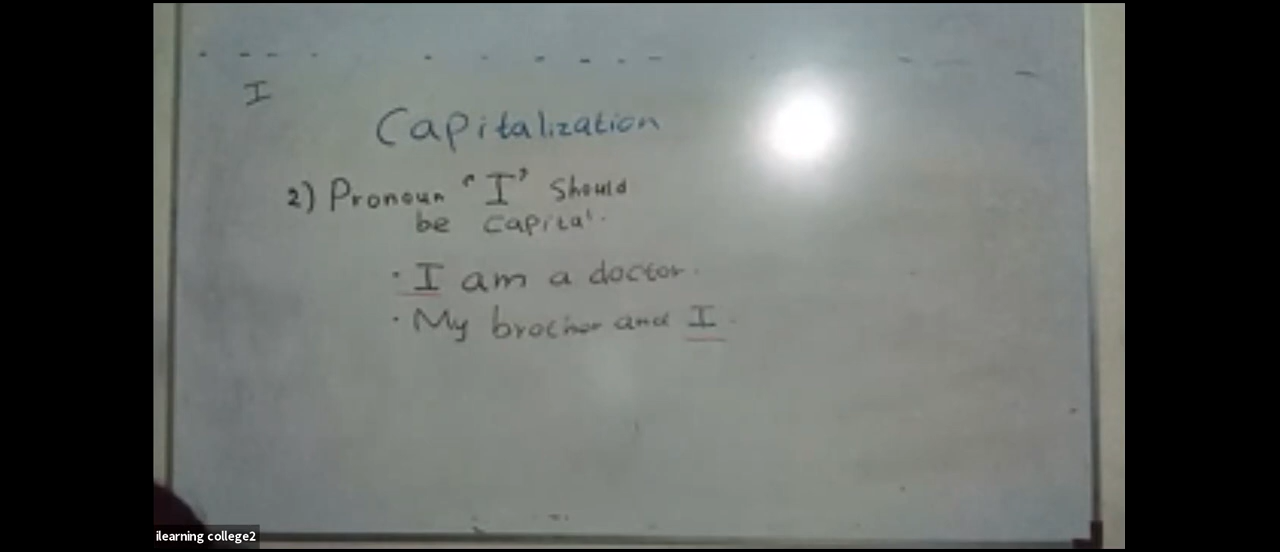 I
Capitalization
2) Pronoun "I" Should
be capital.
· I am a doctor.
· My brother and I.
ilearning college2